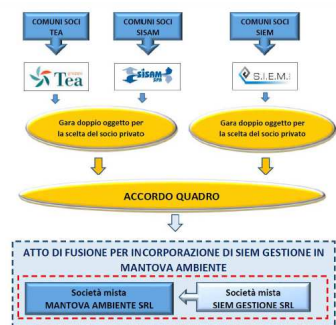 COMUNI SOCI
TEA
COMUNI SOCI
SISAM
COMUNI SOCI
SIEM
Tea
SISAM
SPA
S.I.E.M.I
Gara doppio oggetto per
la scelta del socio privato
Gara doppio oggetto per
la scelta del socio privato
ACCORDO QUADRO
ATTO DI FUSIONE PER INCORPORAZIONE DI SIEM GESTIONE IN
MANTOVA AMBIENTE
Società mista
MANTOVA AMBIENTE SRL
Società mista
SIEM GESTIONE SRL